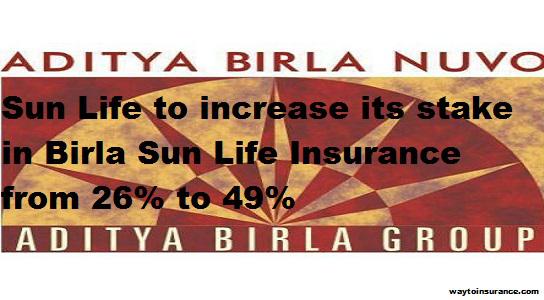 ADITYA BIRLA NUVO
Sun Life to increase its stake
in Birla Sun Life Insurance
from 26% to 49%
ADITYA BIRLA GROUP
waytoinsurance.com